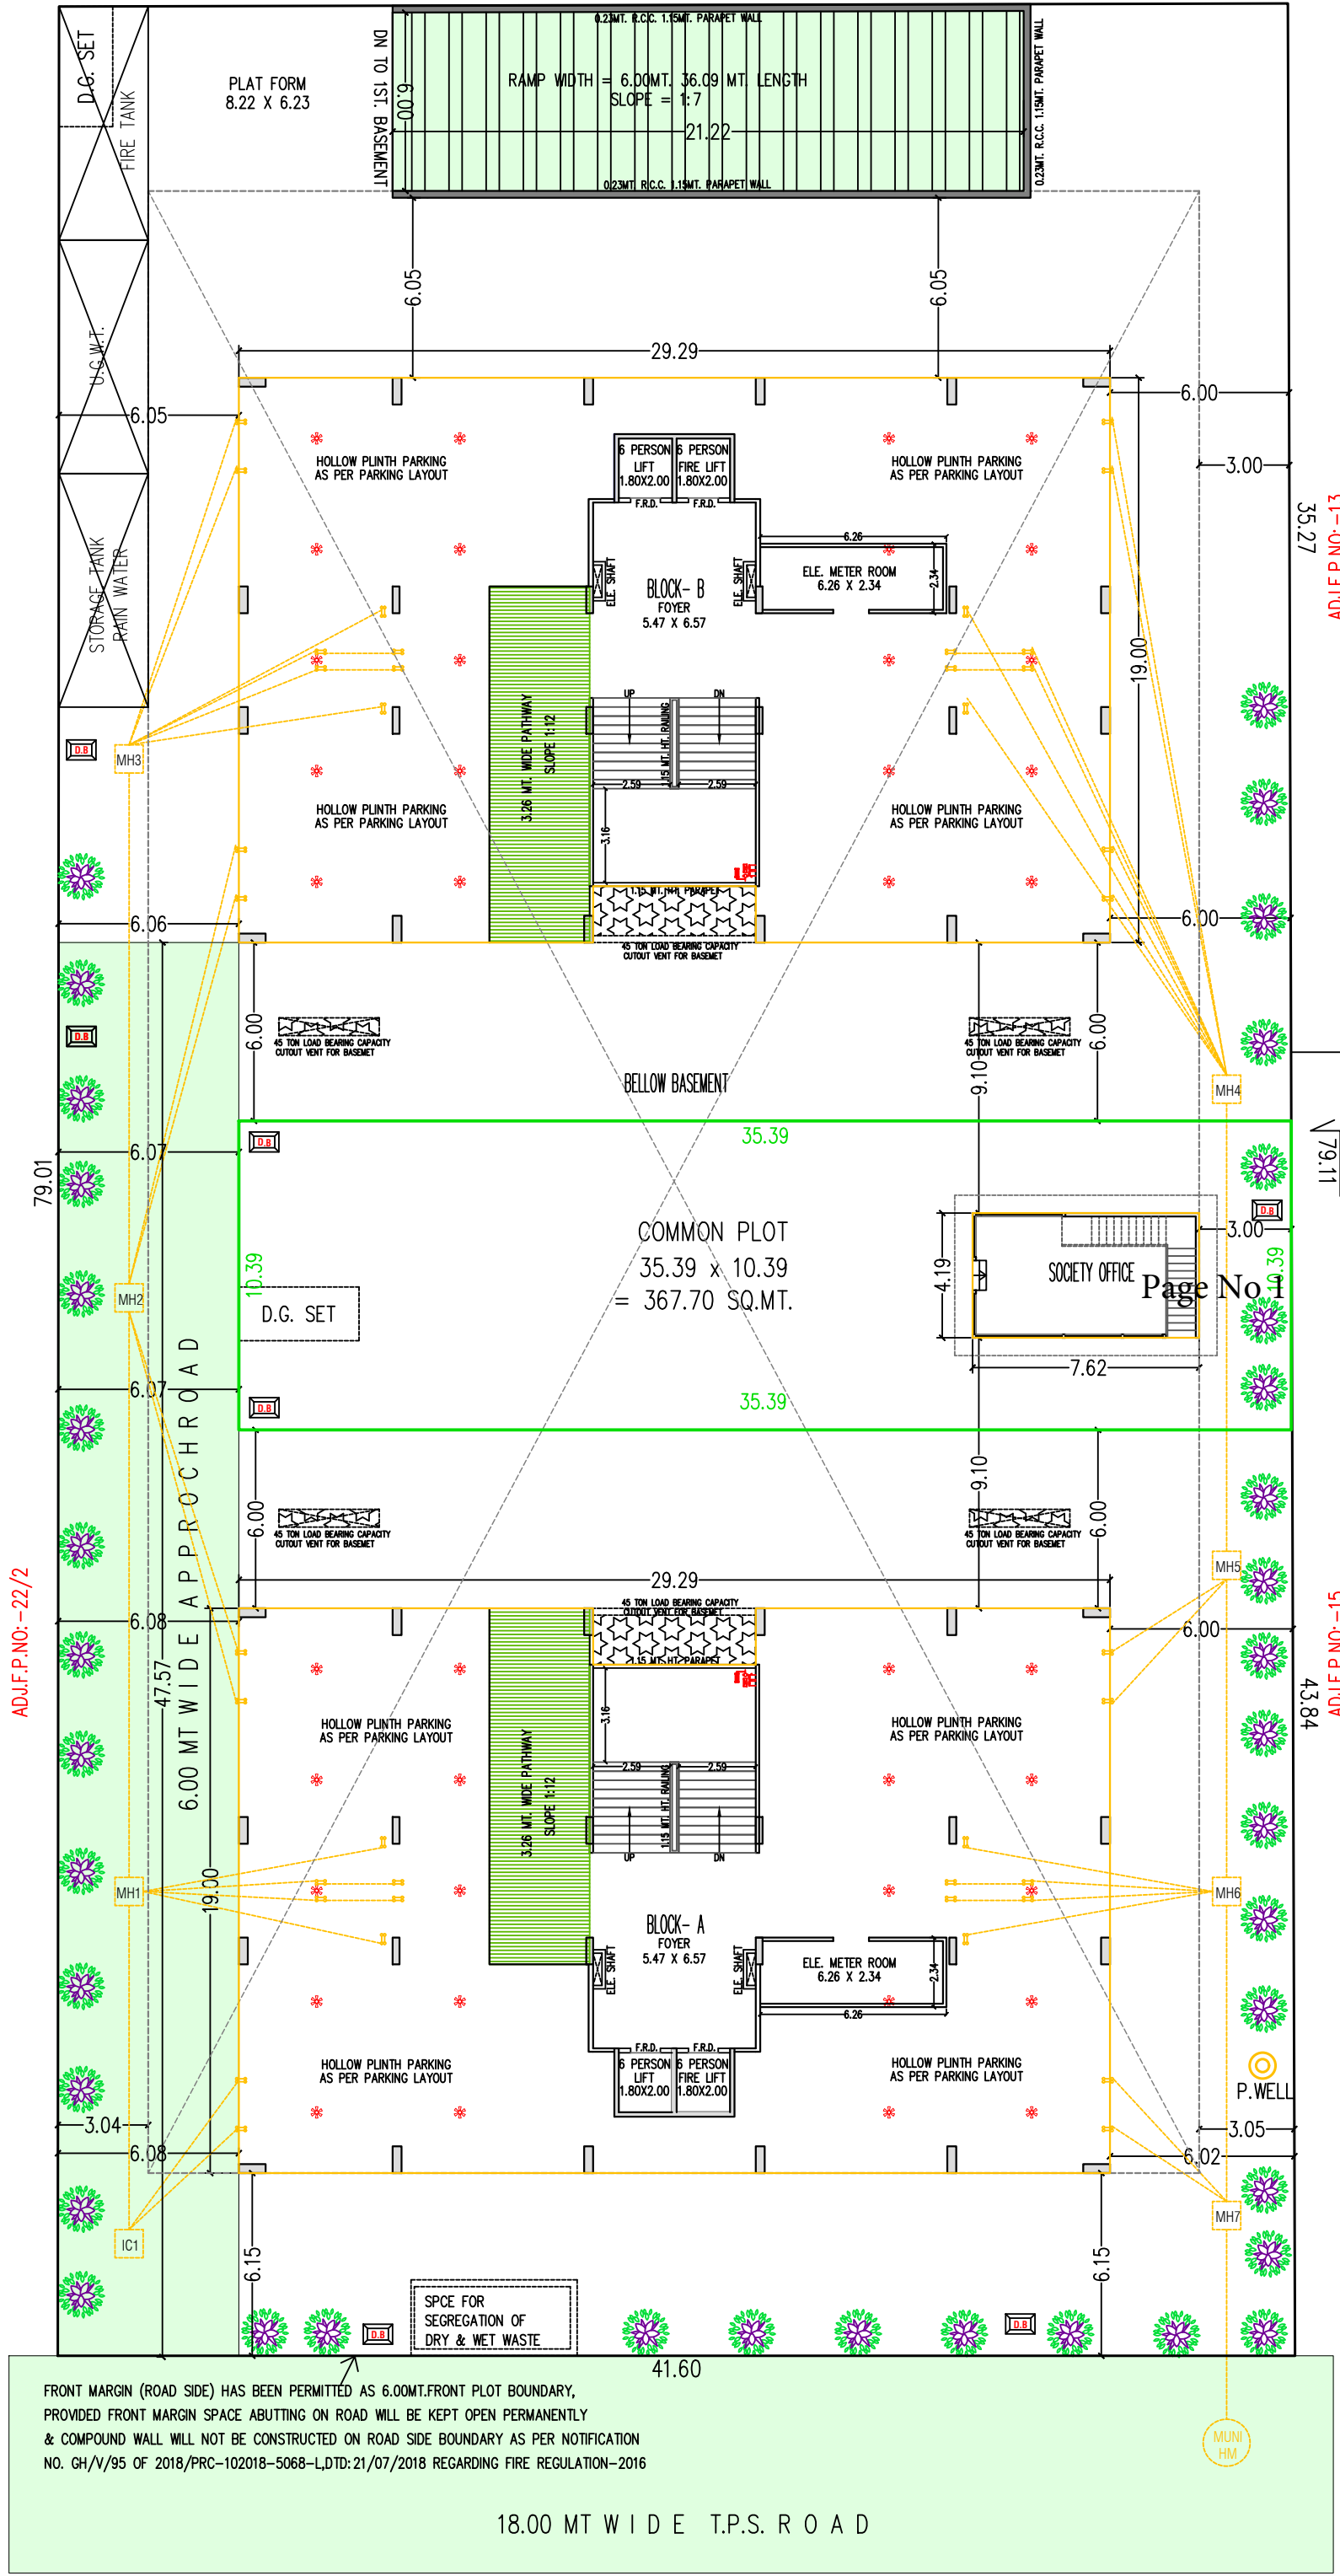 0.23MT. R.C.C. 1.15MT. PARAPET WALL
D.G. SET
FIRE TANK
PLAT FORM
8.22 X 6.23
DN TO 1ST. BASEMENT
6.00
RAMP WIDTH = 6.00MT. 36.09 MT. LENGTH
SLOPE = 1:7
21.22
0.23MT. R.C.C. 1.15MT. PARAPET WALL
0.23MT. R.C.C. 1.15MT. PARAPET WALL
6.05
6.05
U.G.W.T.
29.29
6.05
6.00
3.00
6 PERSON
LIFT
1.80X2.00
6 PERSON
FIRE LIFT
1.80X2.00
F.R.D.
F.R.D.
HOLLOW PLINTH PARKING
AS PER PARKING LAYOUT
HOLLOW PLINTH PARKING
AS PER PARKING LAYOUT
35.27
ADJ.F.P.NO:-13
STORAGE TANK
RAIN WATER
6.26
ELE. METER ROOM
6.26 X 2.34
2.34
ELE. SHAFT
ELE. SHAFT
BLOCK- B
FOYER
5.47 X 6.57
19.00
3.26 MT. WIDE PATHWAY
SLOPE 1:12
UP
DN
1.15 MT. HT. RAILING
2.59
2.59
3.16
D.B
MH3
HOLLOW PLINTH PARKING
AS PER PARKING LAYOUT
HOLLOW PLINTH PARKING
AS PER PARKING LAYOUT
1.15 MT. HT. PARAPET
6.06
6.00
45 TON LOAD BEARING CAPACITY
CUTOUT VENT FOR BASEMET
D.B
6.00
45 TON LOAD BEARING CAPACITY
CUTOUT VENT FOR BASEMET
45 TON LOAD BEARING CAPACITY
CUTOUT VENT FOR BASEMET
6.00
9.10
BELLOW BASEMENT
MH4
35.39
D.B
6.07
79.01
79.11
D.B
COMMON PLOT
35.39 x 10.39
= 367.70 SQ.MT.
10.39
D.G. SET
MH2
4.19
SOCIETY OFFICE
3.00
10.39
Page No 1
7.62
6.07
35.39
D.B
6.00 MT WIDE APPROCHROAD
6.00
45 TON LOAD BEARING CAPACITY
CUTOUT VENT FOR BASEMET
45 TON LOAD BEARING CAPACITY
CUTOUT VENT FOR BASEMET
9.10
6.00
MH5
29.29
45 TON LOAD BEARING CAPACITY
CUTOUT VENT FOR BASEMET
1.15 MT. HT. PARAPET
6.08
6.00
ADJ.F.P.NO:-22/2
47.57
43.84
ADJ.F.P.NO:-15
3.16
HOLLOW PLINTH PARKING
AS PER PARKING LAYOUT
HOLLOW PLINTH PARKING
AS PER PARKING LAYOUT
3.26 MT. WIDE PATHWAY
SLOPE 1:12
2.59
2.59
1.15 MT. HT. RAILING
UP
DN
19.00
MH1
MH6
BLOCK- A
FOYER
5.47 X 6.57
ELE. SHAFT
ELE. SHAFT
ELE. METER ROOM
6.26 X 2.34
2.34
6.26
F.R.D.
F.R.D.
6 PERSON
LIFT
1.80X2.00
6 PERSON
FIRE LIFT
1.80X2.00
HOLLOW PLINTH PARKING
AS PER PARKING LAYOUT
HOLLOW PLINTH PARKING
AS PER PARKING LAYOUT
P.WELL
3.04
3.05
6.08
6.02
MH7
IC1
6.15
6.15
SPCE FOR
SEGREGATION OF
DRY & WET WASTE
D.B
D.B
41.60
FRONT MARGIN (ROAD SIDE) HAS BEEN PERMITTED AS 6.00MT.FRONT PLOT BOUNDARY,
PROVIDED FRONT MARGIN SPACE ABUTTING ON ROAD WILL BE KEPT OPEN PERMANENTLY
& COMPOUND WALL WILL NOT BE CONSTRUCTED ON ROAD SIDE BOUNDARY AS PER NOTIFICATION
NO. GH/V/95 OF 2018/PRC-102018-5068-L,DTD:21/07/2018 REGARDING FIRE REGULATION-2016
MUNI
HM
18.00 MT WIDE T.P.S. ROAD